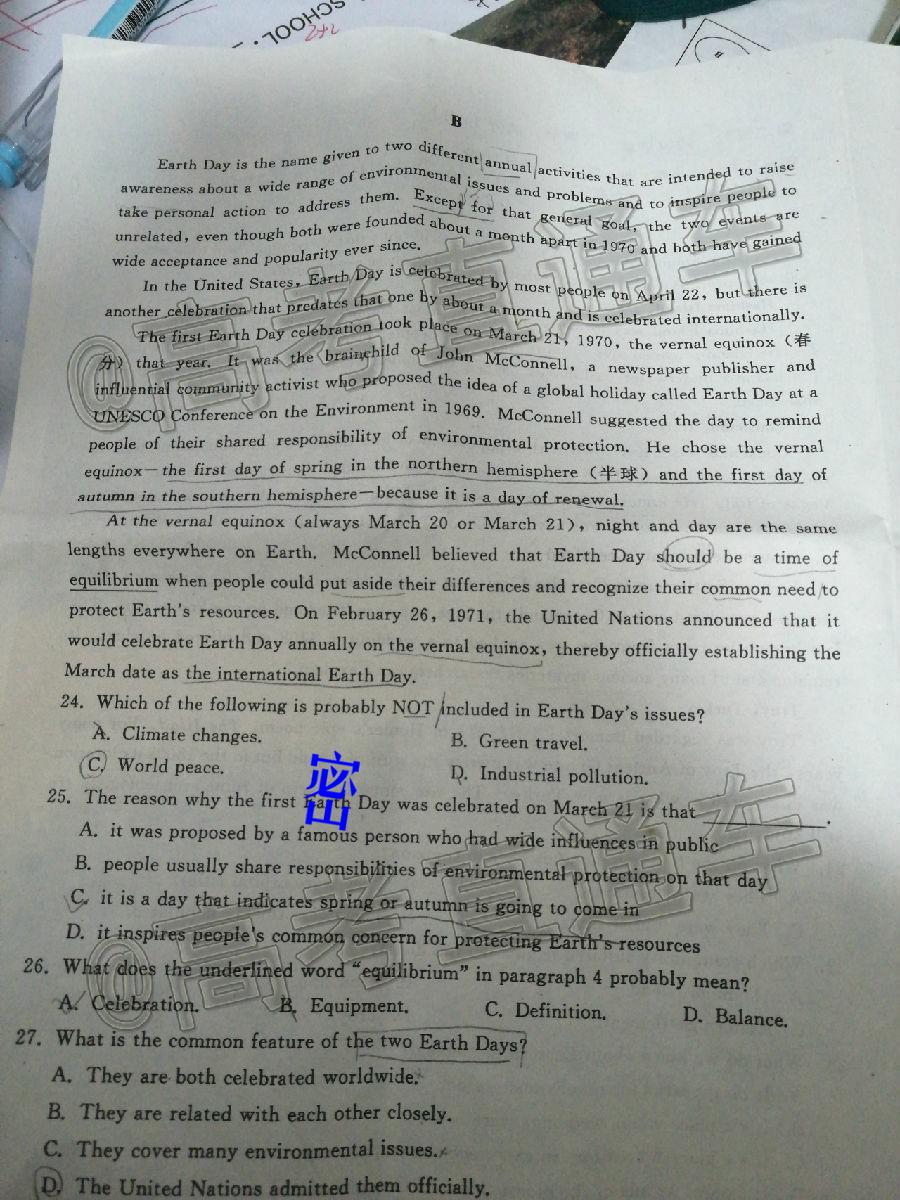 SCHOOL
2+2
B
Earth Day is the name given to two different annual activities that are intended to raise
awareness about a wide range of environmental issues and problems and to inspire people to
take personal action to address them. Except for that general goal, the two events are
unrelated, even though both were founded about a month apart in 1970 and both have gained
wide acceptance and popularity ever since.
In the United States, Earth Day is celebrated by most people on April 22, but there is
another celebration that predates that one by about a month and is celebrated internationally.
The first Earth Day celebration took place on March 21, 1970, the vernal equinox (春
分) that year. It was the brainchild of John McConnell, a newspaper publisher and
influential community activist who proposed the idea of a global holiday called Earth Day at a
UNESCO Conference on the Environment in 1969. McConnell suggested the day to remind
people of their shared responsibility of environmental protection. He chose the vernal
equinox—the first day of spring in the northern hemisphere (半球) and the first day of
autumn in the southern hemisphere—because it is a day of renewal.
At the vernal equinox (always March 20 or March 21), night and day are the same
lengths everywhere on Earth. McConnell believed that Earth Day should be a time of
equilibrium when people could put aside their differences and recognize their common need to
protect Earth's resources. On February 26, 1971, the United Nations announced that it
would celebrate Earth Day annually on the vernal equinox, thereby officially establishing the
March date as the international Earth Day.
24. Which of the following is probably NOT included in Earth Day's issues?
A. Climate changes.
B. Green travel.
C. World peace.
D. Industrial pollution.
25. The reason why the first Earth Day was celebrated on March 21 is that ________.
A. it was proposed by a famous person who had wide influences in public
B. people usually share responsibilities of environmental protection on that day
C. it is a day that indicates spring or autumn is going to come in
D. it inspires people's common concern for protecting Earth's resources
26. What does the underlined word "equilibrium" in paragraph 4 probably mean?
A. Celebration.
B. Equipment.
C. Definition.
D. Balance.
27. What is the common feature of the two Earth Days?
A. They are both celebrated worldwide.
B. They are related with each other closely.
C. They cover many environmental issues.
D. The United Nations admitted them officially.
@高考直通车
@高考直通车